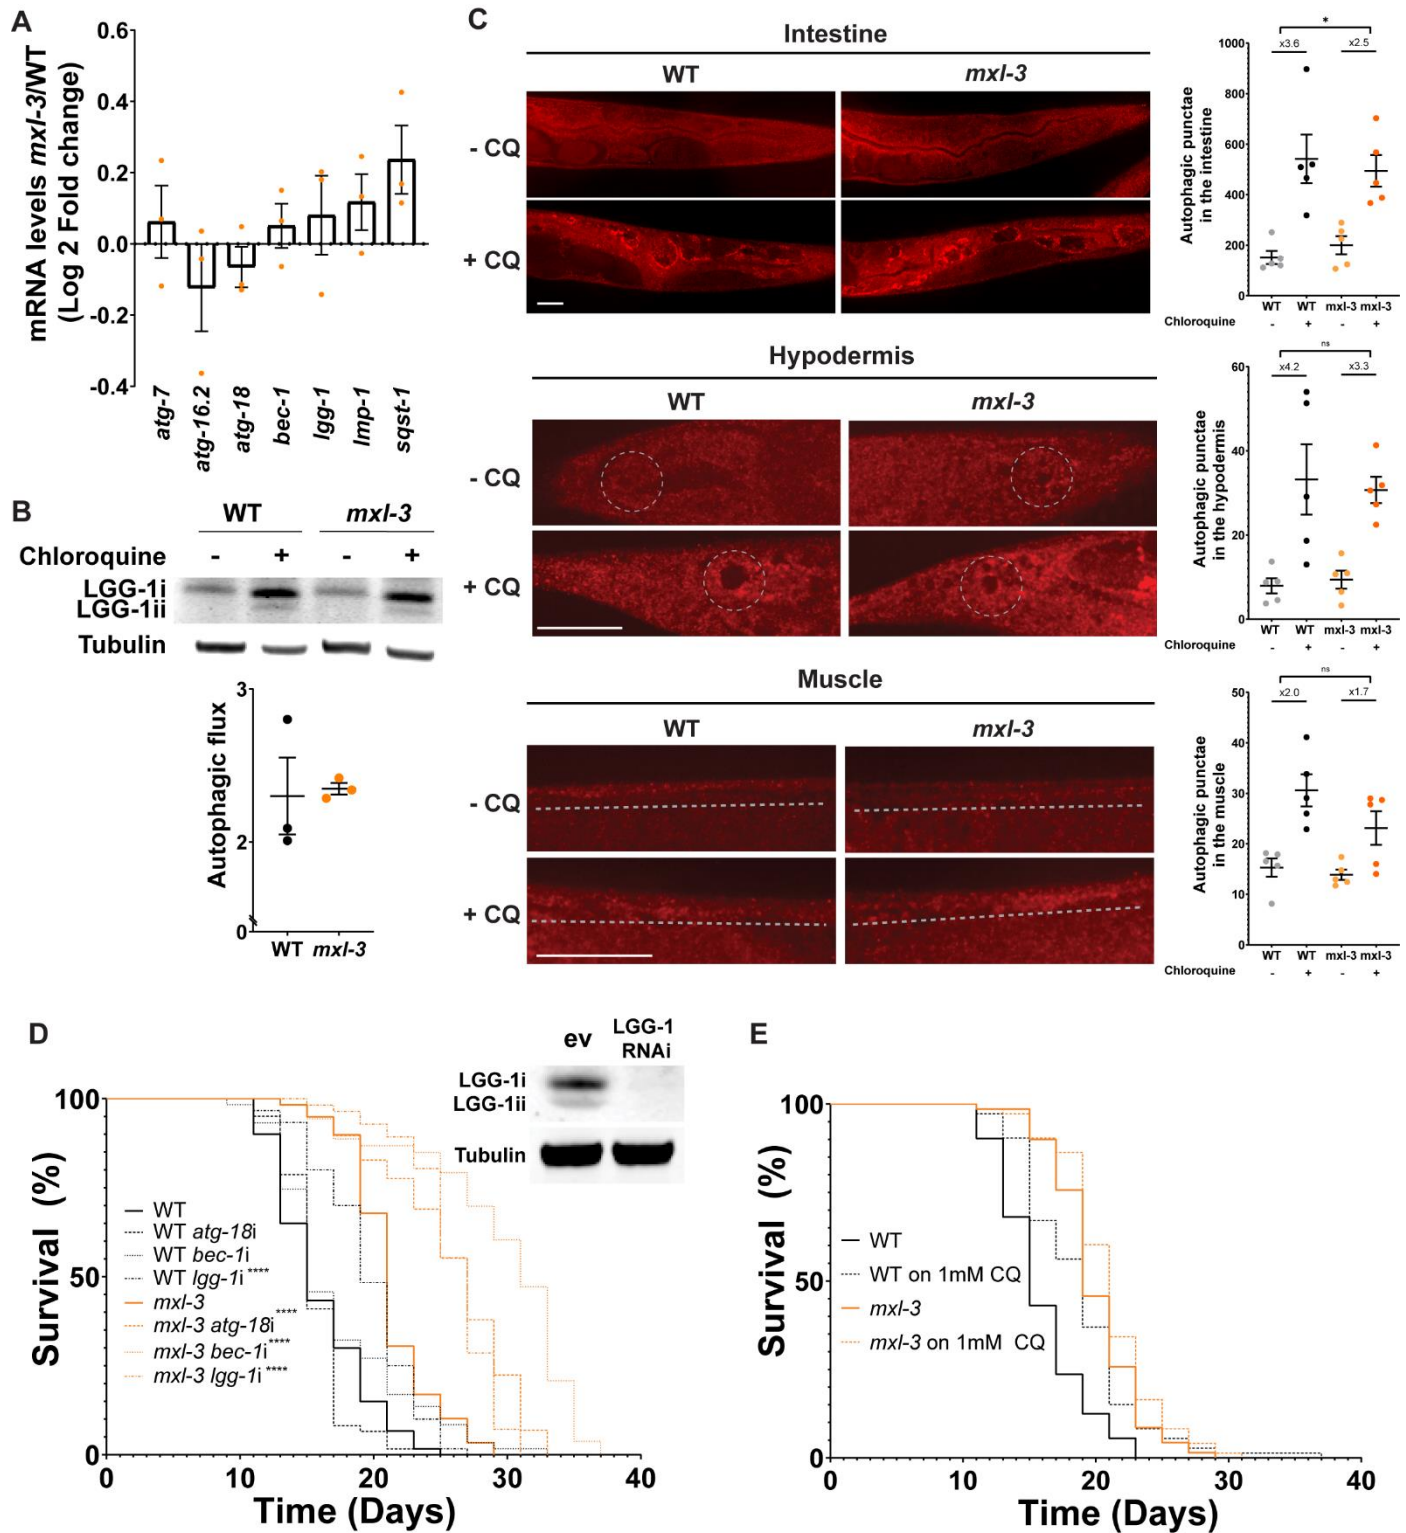 A
mRNA levels mxl-3/WT
(Log 2 Fold change)
0.6
0.4
0.2
0.0
-0.2
-0.4
atg-7
atg-16.2
atg-18
bec-1
lgg-1
lmp-1
sqst-1
B
WT
mxl-3
Chloroquine
-
+
-
+
LGG-1i
LGG-1ii
Tubulin
Autophagic flux
3
2
0
WT
mxl-3
C
Intestine
WT
mxl-3
- CQ
+ CQ
Autophagic punctae
in the intestine
1000
800
600
400
200
0
*
x3.6
x2.5
WT
WT
mxl-3
mxl-3
Chloroquine
-
+
-
+
Hypodermis
WT
mxl-3
- CQ
+ CQ
Autophagic punctae
in the hypodermis
60
40
20
0
ns
x4.2
x3.3
WT
WT
mxl-3
mxl-3
Chloroquine
-
+
-
+
Muscle
WT
mxl-3
- CQ
+ CQ
Autophagic punctae
in the muscle
50
40
30
20
10
0
ns
x2.0
x1.7
WT
WT
mxl-3
mxl-3
Chloroquine
-
+
-
+
D
Survival (%)
100
50
0
WT
WT atg-18i
WT bec-1i
WT lgg-1i ****
mxl-3
mxl-3 atg-18i ****
mxl-3 bec-1i ****
mxl-3 lgg-1i ****
0
10
20
30
40
Time (Days)
ev
LGG-1
RNAi
LGG-1i
LGG-1ii
Tubulin
E
Survival (%)
100
50
0
WT
WT on 1mM CQ
mxl-3
mxl-3 on 1mM CQ
0
10
20
30
40
Time (Days)